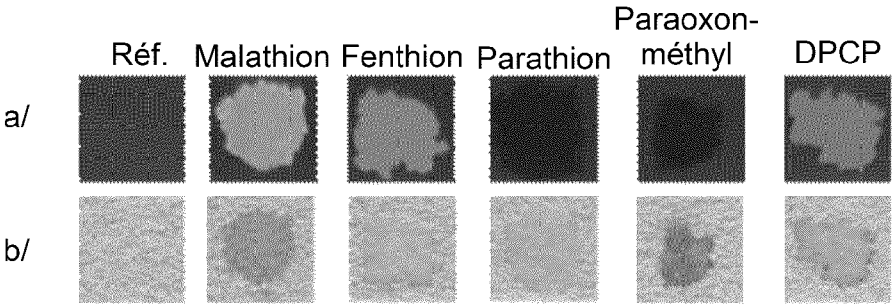 Réf. Malathion Fenthion Parathion Paraoxon-
méthyl DPCP
a/
b/